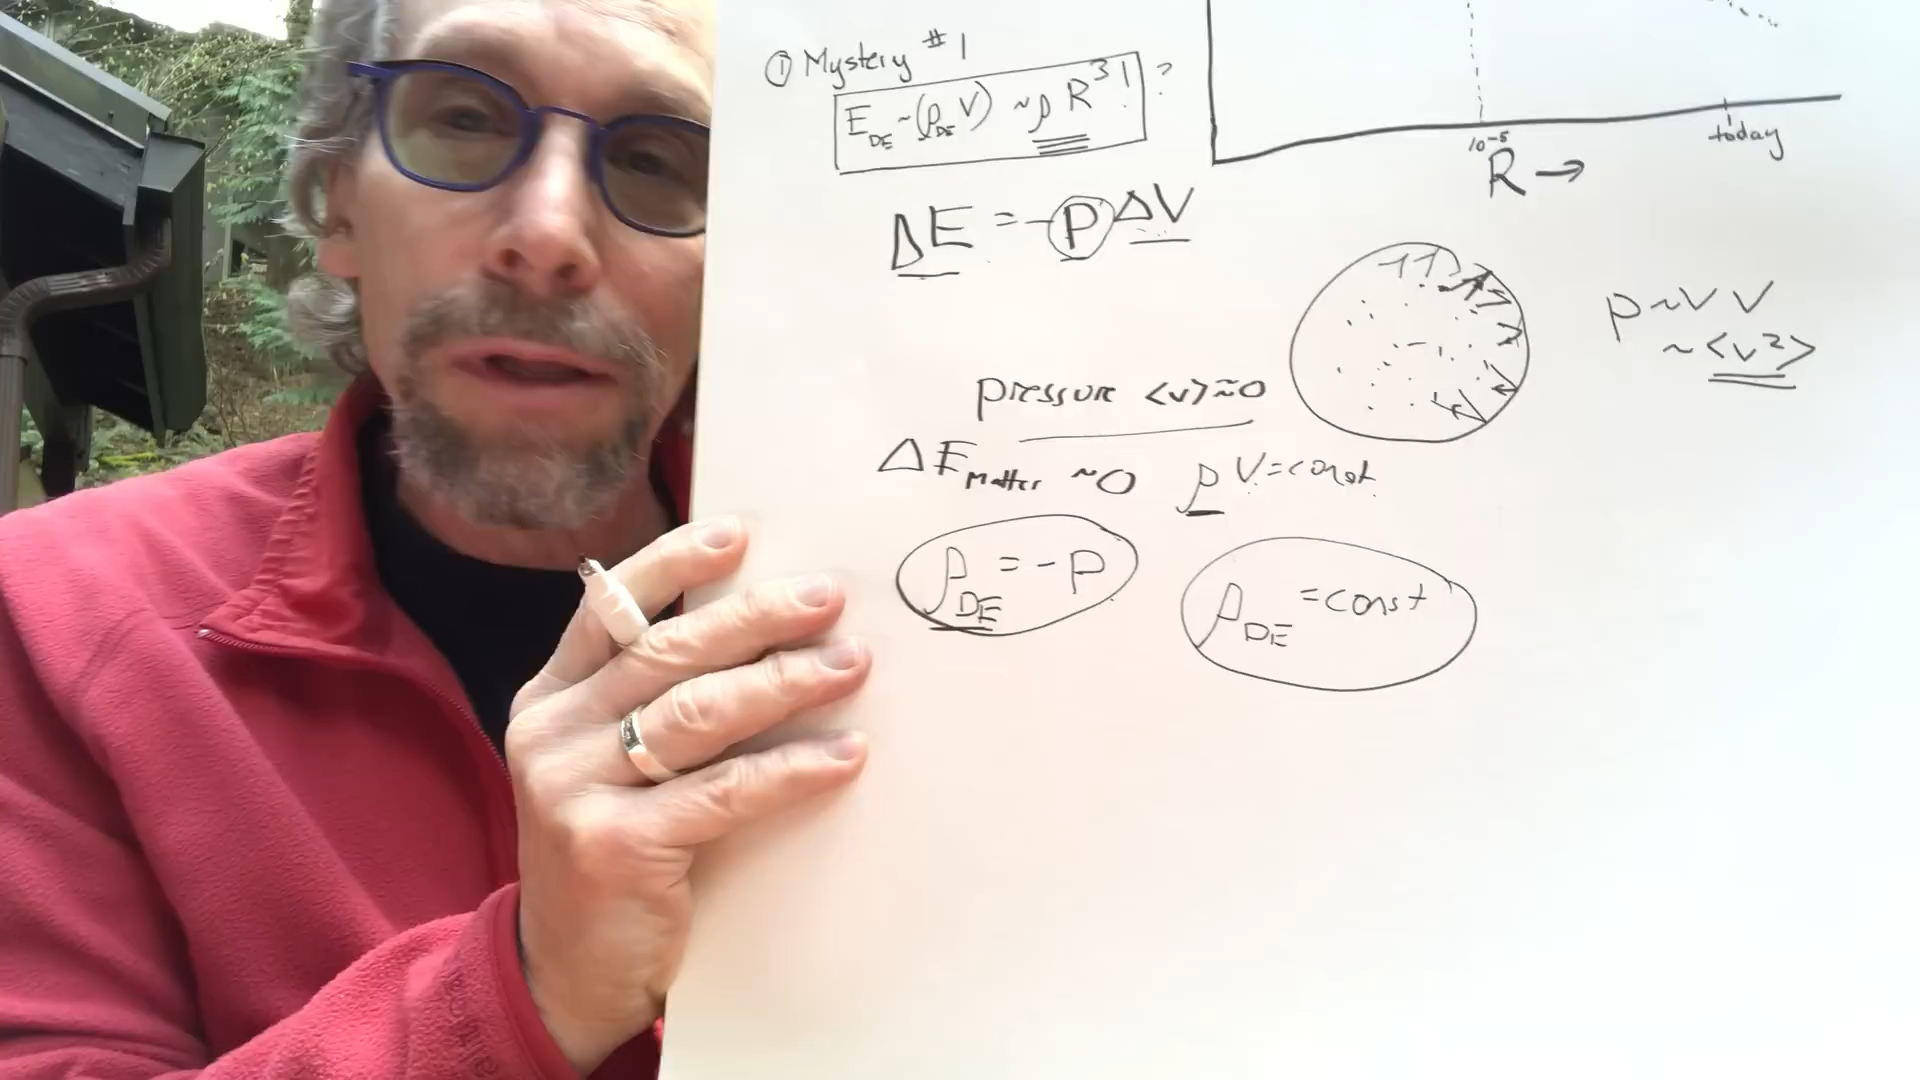 ① Mystery #1
E_DE ~ (ρ_DE V) ~ ρ R³! ?
10⁻⁵
today
R →
ΔE = -P ΔV
p ~ v v
~ <v²>
pressure <v> ≈ 0
ΔE_matter ~ 0 ρ V = const.
ρ_DE = - P
ρ_DE = const